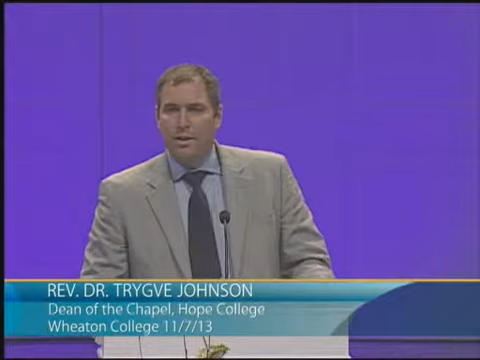 REV. DR. TRYGVE JOHNSON
Dean of the Chapel, Hope College
Wheaton College 11/7/13